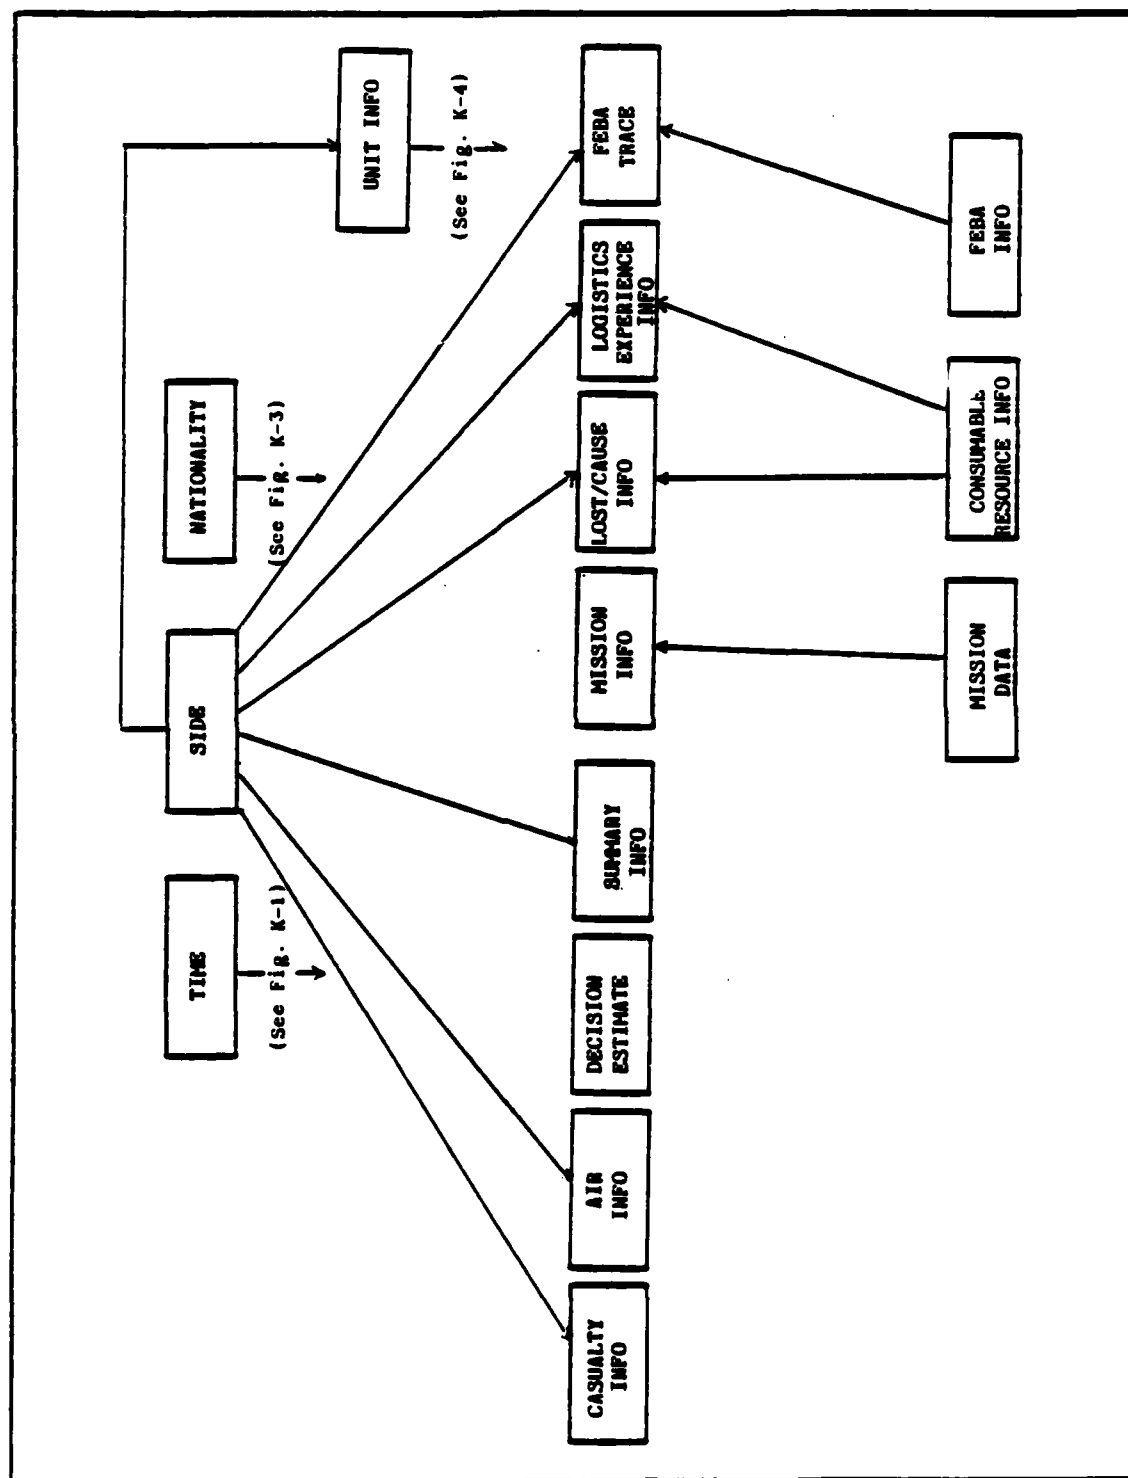 UNIT INFO
(See Fig. K-4)
TIME
SIDE
NATIONALITY
(See Fig. K-1)
(See Fig. K-3)
CASUALTY
INFO
AIR
INFO
DECISION
ESTIMATE
SUMMARY
INFO
MISSION
INFO
LOST/CAUSE
INFO
LOGISTICS
EXPERIENCE
INFO
FEBA
TRACE
MISSION
DATA
CONSUMABLE
RESOURCE INFO
FEBA
INFO